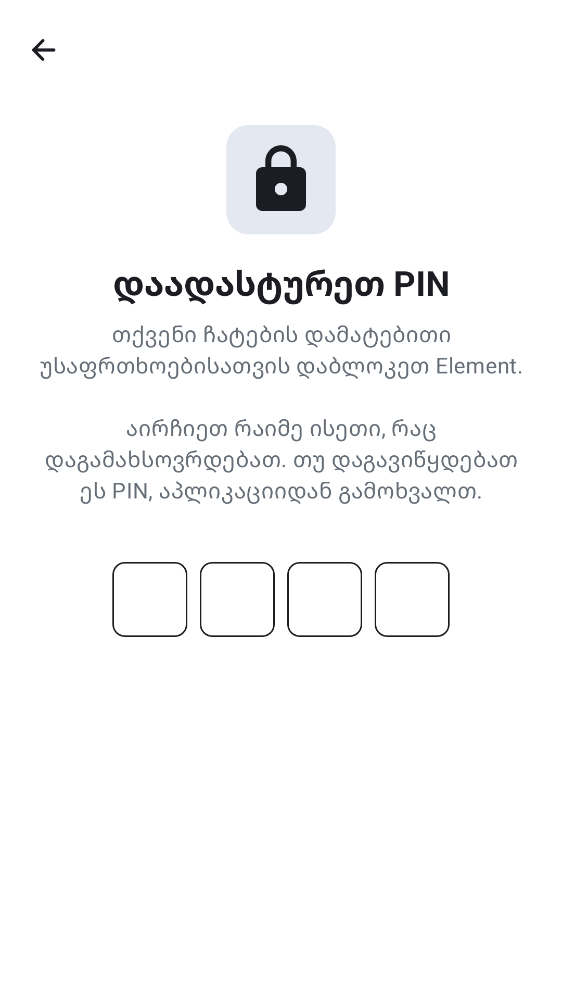 დაადასტურეთ PIN
თქვენი ჩატების დამატებითი
უსაფრთხოებისათვის დაბლოკეთ Element.
აირჩიეთ რაიმე ისეთი, რაც
დაგამახსოვრდებათ. თუ დაგავიწყდებათ
ეს PIN, აპლიკაციიდან გამოხვალთ.